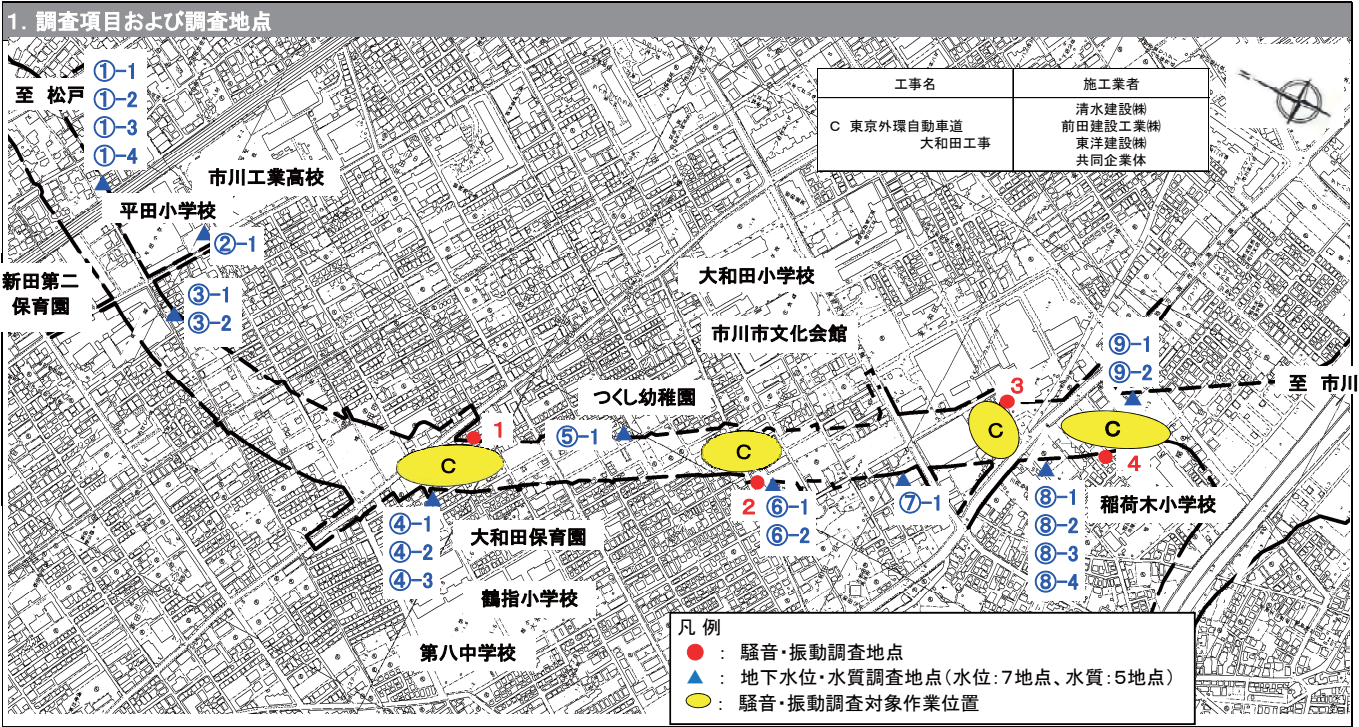 1. 調査項目および調査地点
至 松戸
①-1
①-2
①-3
①-4
市川工業高校
平田小学校
②-1
新田第二
保育園
③-1
③-2
工事名
施工業者
C 東京外環自動車道
大和田工事
清水建設㈱
前田建設工業㈱
東洋建設㈱
共同企業体
大和田小学校
市川市文化会館
⑨-1
⑨-2
至 市川
つくし幼稚園
3
1
⑤-1
C
C
C
C
4
2
⑥-1
⑥-2
⑦-1
⑧-1
⑧-2
⑧-3
⑧-4
稲荷木小学校
④-1
④-2
④-3
大和田保育園
鶴指小学校
第八中学校
凡 例
： 騒音・振動調査地点
： 地下水位・水質調査地点(水位：7地点、水質：5地点)
： 騒音・振動調査対象作業位置